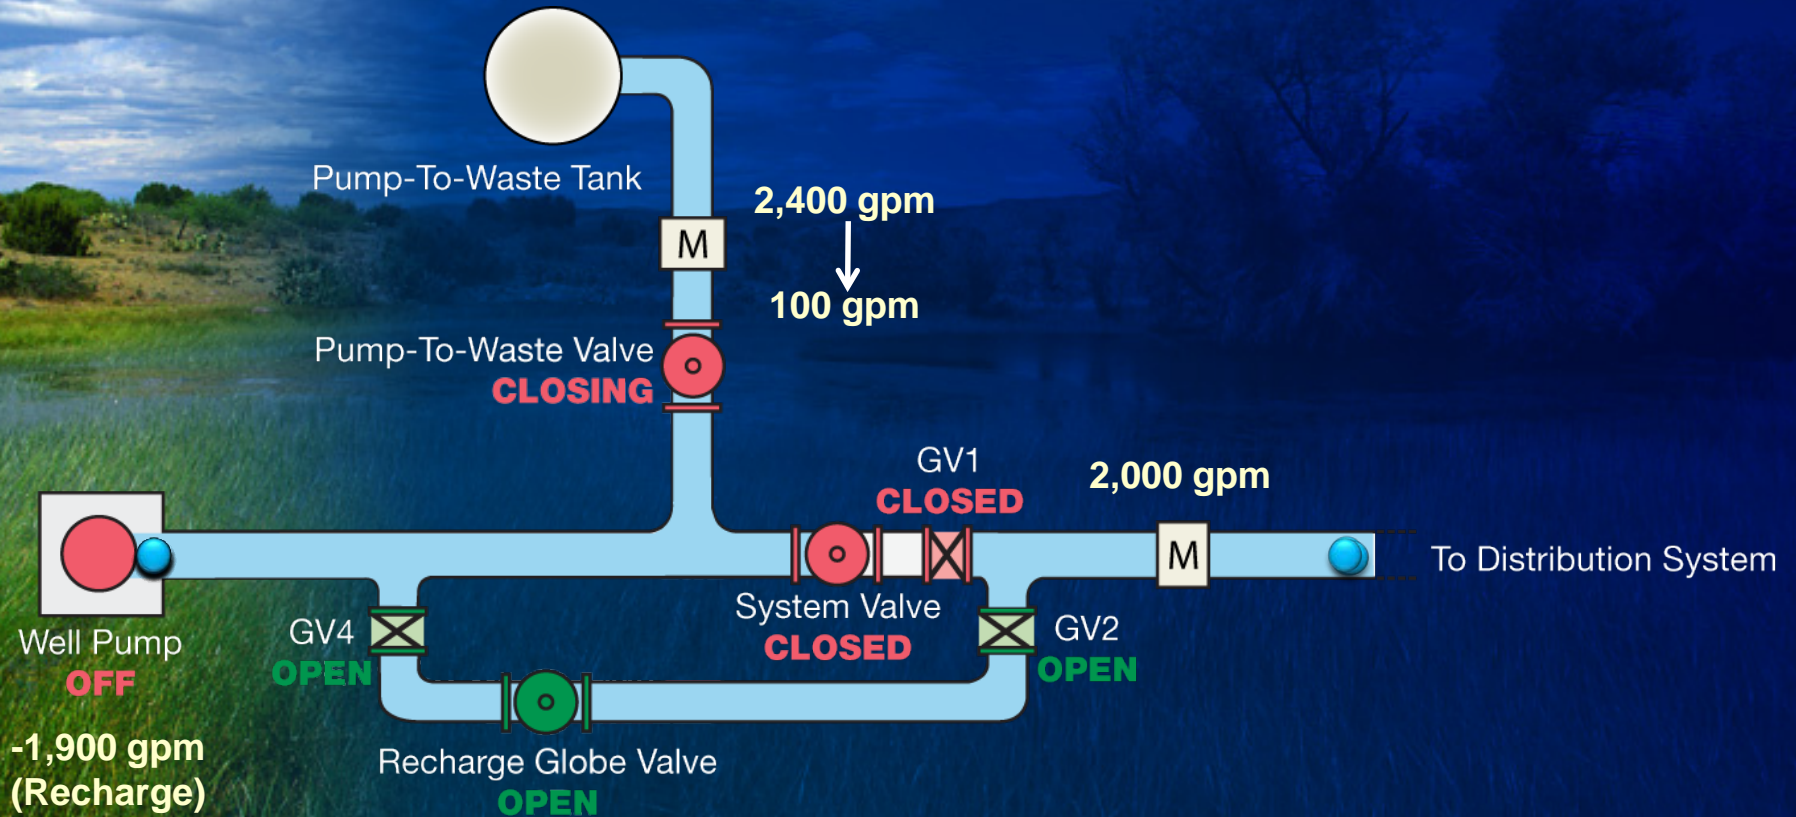 Pump-To-Waste Tank
2,400 gpm
M
100 gpm
Pump-To-Waste Valve
CLOSING
GV1
CLOSED
2,000 gpm
M
To Distribution System
System Valve
CLOSED
GV4
OPEN
GV2
OPEN
Well Pump
OFF
-1,900 gpm
(Recharge)
Recharge Globe Valve
OPEN